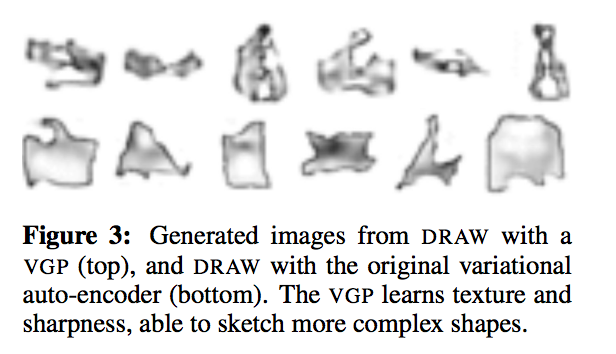 Figure 3: Generated images from DRAW with a
VGP (top), and DRAW with the original variational
auto-encoder (bottom). The VGP learns texture and
sharpness, able to sketch more complex shapes.